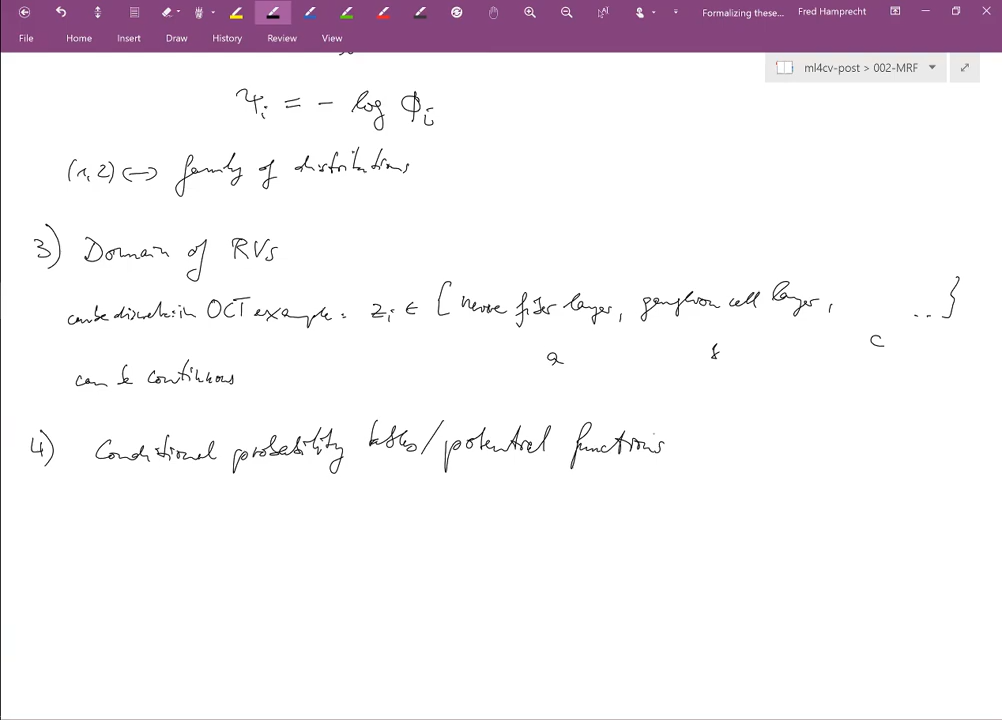 Formalizing these... Fred Hamprecht
File Home Insert Draw History Review View
ml4cv-post > 002-MRF
Ψi = - log Φi
(1,2) ↔ family of distributions
3) Domain of RVs
can be discrete: in OCT example: zi ∈ { nerve fiber layer, ganglion cell layer, ... }
a b c
can be continuous
4) Conditional probability tables/potential functions